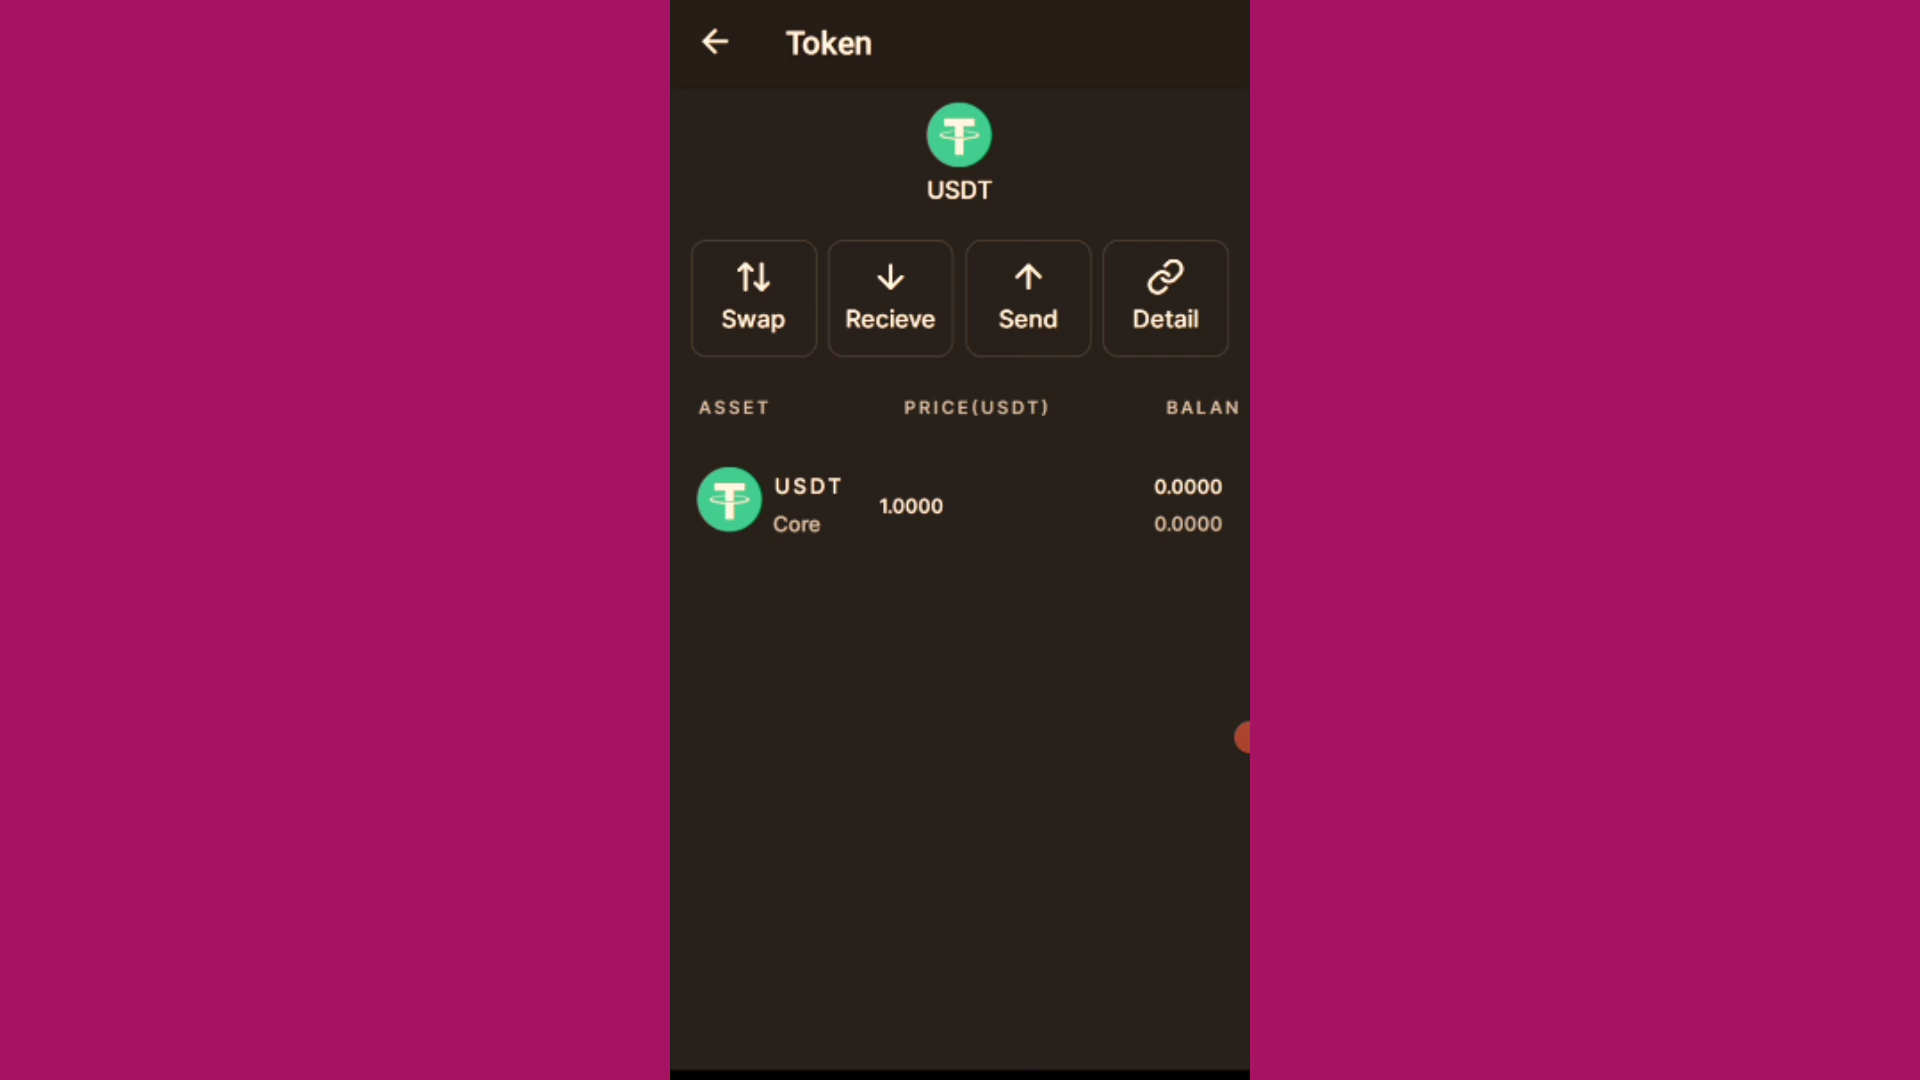 Token
USDT
Swap
Recieve
Send
Detail
ASSET PRICE(USDT) BALAN
USDT
Core
1.0000
0.0000
0.0000